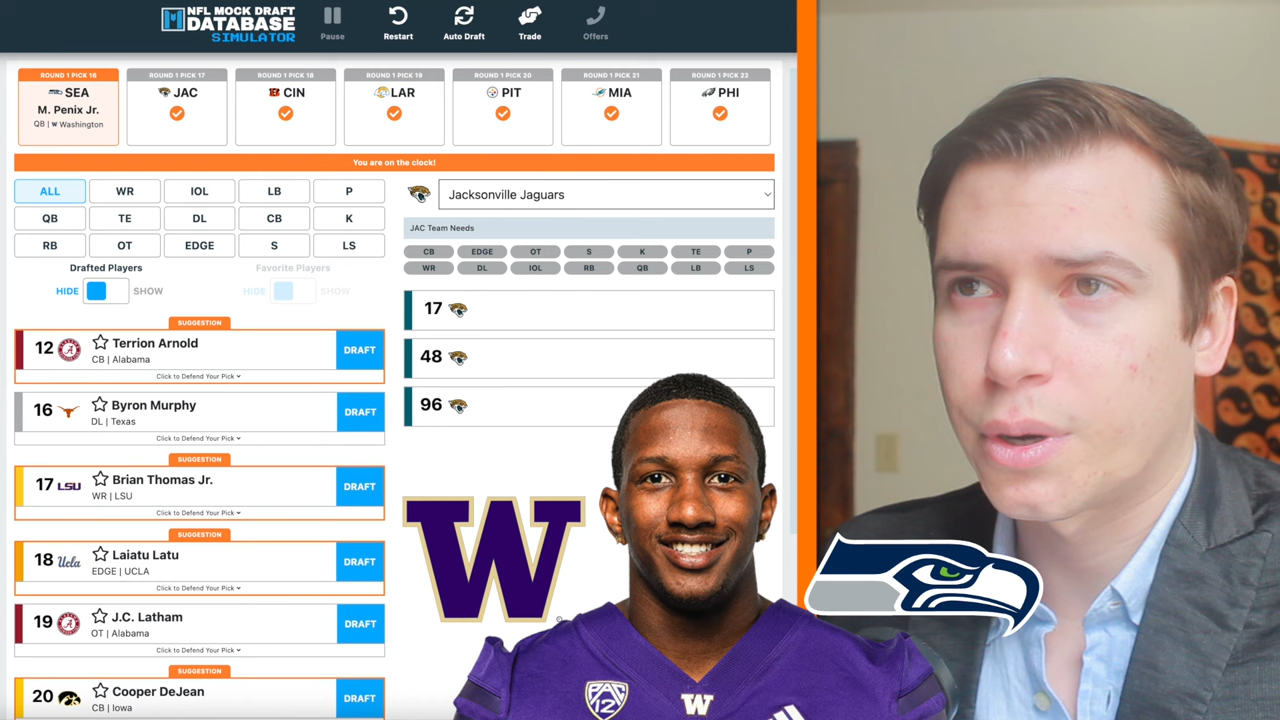 NFL MOCK DRAFT
DATABASE
SIMULATOR
Pause
Restart
Auto Draft
Trade
Offers
ROUND 1 PICK 16
SEA
M. Penix Jr.
QB | W Washington
ROUND 1 PICK 17
JAC
ROUND 1 PICK 18
CIN
ROUND 1 PICK 19
LAR
ROUND 1 PICK 20
PIT
ROUND 1 PICK 21
MIA
ROUND 1 PICK 22
PHI
You are on the clock!
ALL WR IOL LB P
QB TE DL CB K
RB OT EDGE S LS
Drafted Players
HIDE SHOW
Favorite Players
HIDE SHOW
Jacksonville Jaguars
JAC Team Needs
CB EDGE OT S K TE P
WR DL IOL RB QB LB LS
17
48
96
SUGGESTION
12 A Terrion Arnold
CB | Alabama
DRAFT
Click to Defend Your Pick
16 Byron Murphy
DL | Texas
DRAFT
Click to Defend Your Pick
SUGGESTION
17 LSU Brian Thomas Jr.
WR | LSU
DRAFT
Click to Defend Your Pick
SUGGESTION
18 Ucla Laiatu Latu
EDGE | UCLA
DRAFT
Click to Defend Your Pick
19 A J.C. Latham
OT | Alabama
DRAFT
Click to Defend Your Pick
SUGGESTION
20 Cooper DeJean
CB | Iowa
DRAFT
W
PAC
12
W